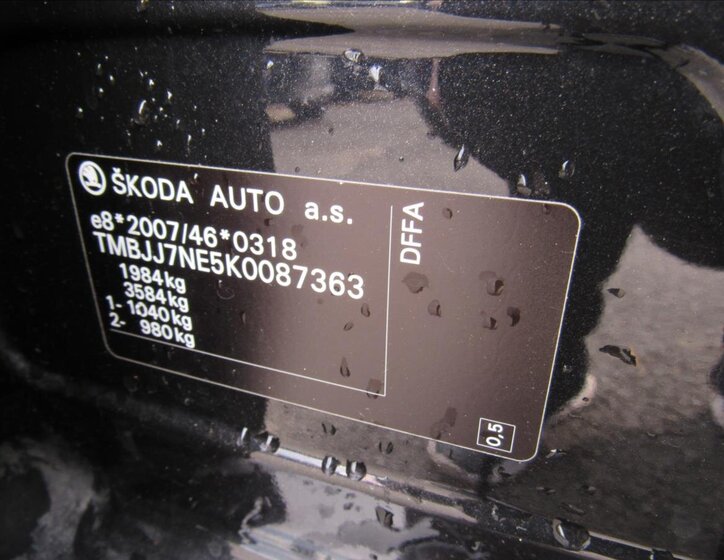 ŠKODA AUTO a.s.
e8*2007/46*0318
TMBJJ7NE5K0087363
1984kg
3584kg
1- 1040kg
2- 980kg
DFFA
0,5